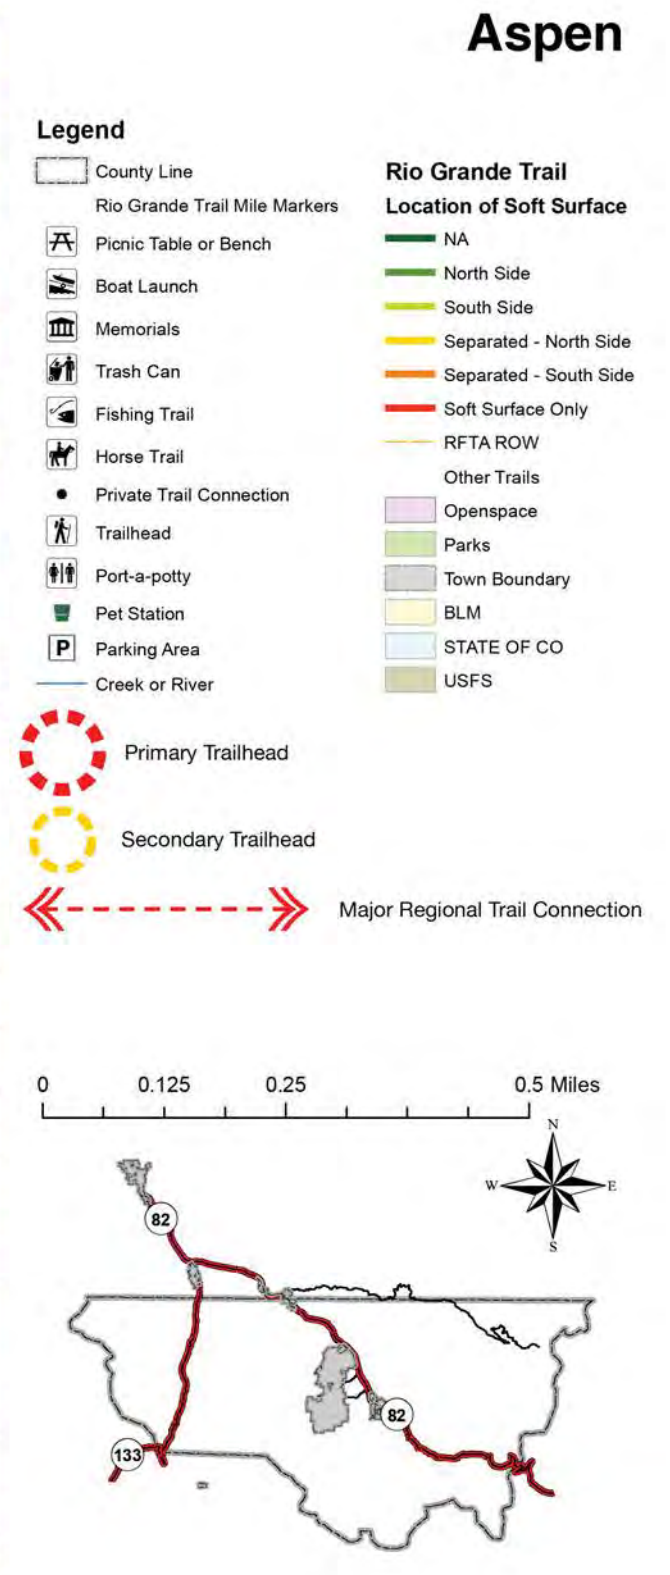 Aspen
Legend
County Line
Rio Grande Trail Mile Markers
Picnic Table or Bench
Boat Launch
Memorials
Trash Can
Fishing Trail
Horse Trail
Private Trail Connection
Trailhead
Port-a-potty
Pet Station
P Parking Area
Creek or River
Rio Grande Trail
Location of Soft Surface
NA
North Side
South Side
Separated - North Side
Separated - South Side
Soft Surface Only
RFTA ROW
Other Trails
Openspace
Parks
Town Boundary
BLM
STATE OF CO
USFS
Primary Trailhead
Secondary Trailhead
Major Regional Trail Connection
0 0.125 0.25 0.5 Miles
N
W E
S
82
82
133